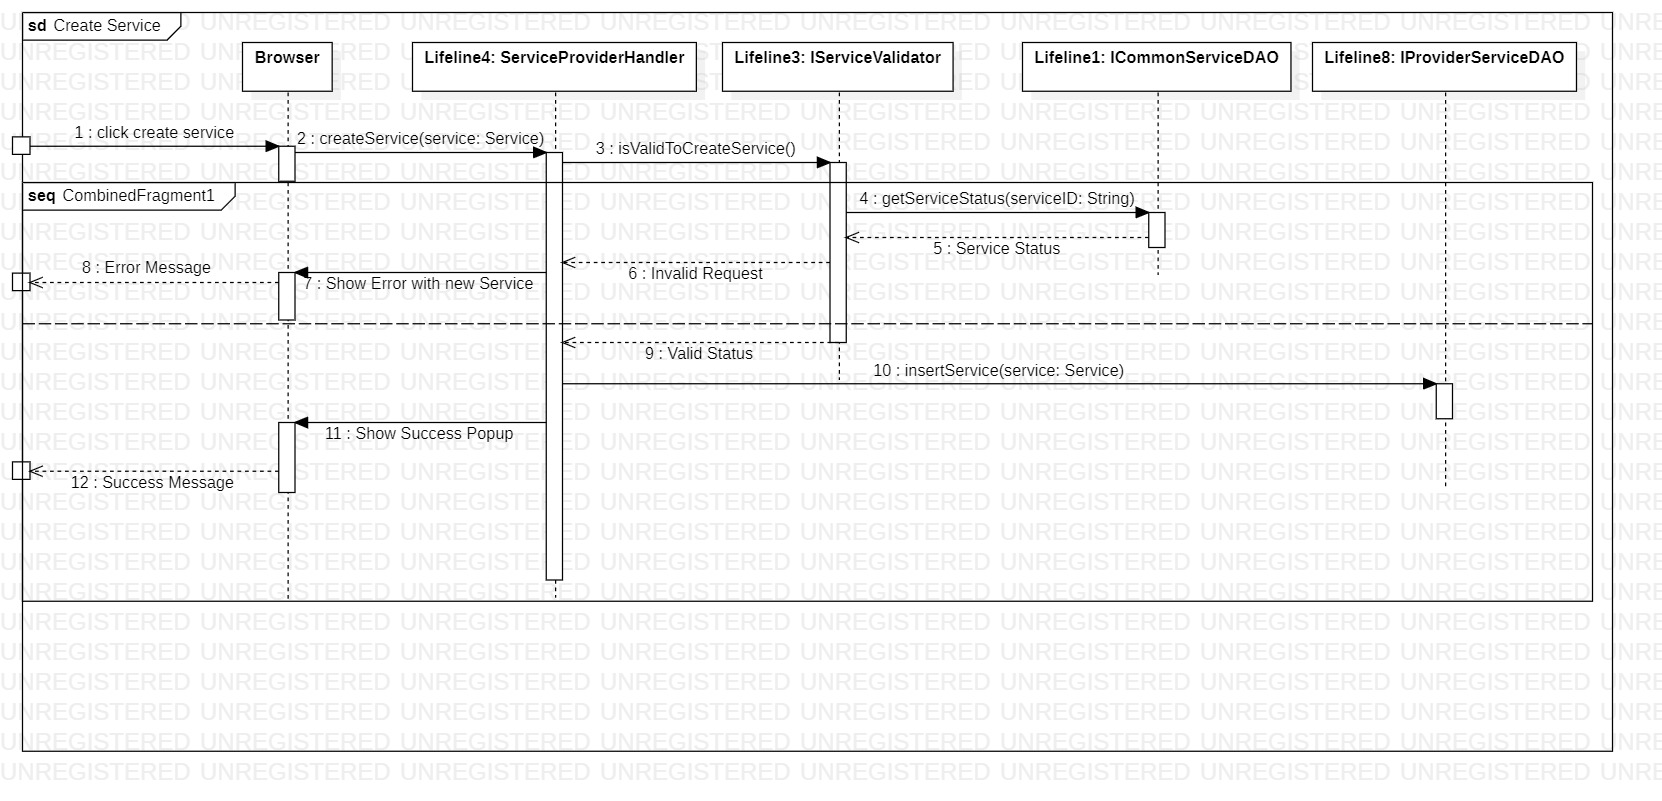 sd Create Service
Browser
Lifeline4: ServiceProviderHandler
Lifeline3: IServiceValidator
Lifeline1: ICommonServiceDAO
Lifeline8: IProviderServiceDAO
1 : click create service
2 : createService(service: Service)
3 : isValidToCreateService()
seq CombinedFragment1
4 : getServiceStatus(serviceID: String)
5 : Service Status
6 : Invalid Request
7 : Show Error with new Service
8 : Error Message
9 : Valid Status
10 : insertService(service: Service)
11 : Show Success Popup
12 : Success Message
UNREGISTERED